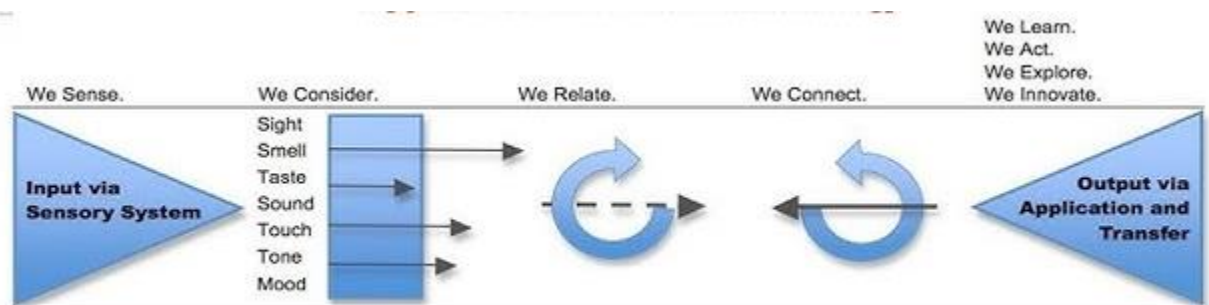 We Sense.
We Consider.
We Relate.
We Connect.
We Learn.
We Act.
We Explore.
We Innovate.
Input via
Sensory System
Sight
Smell
Taste
Sound
Touch
Tone
Mood
Output via
Application and
Transfer